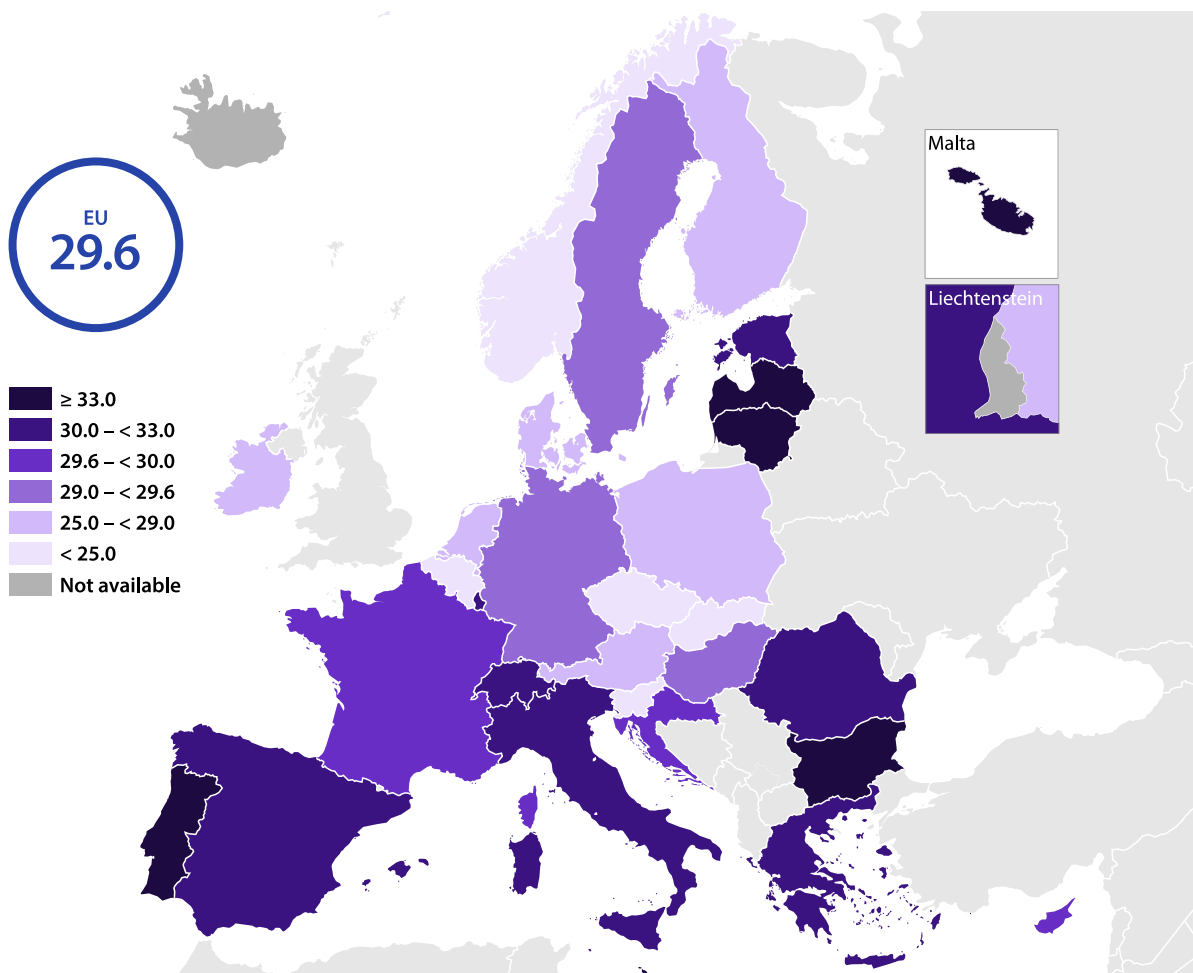 EU
29.6
≥ 33.0
30.0 – < 33.0
29.6 – < 30.0
29.0 – < 29.6
25.0 – < 29.0
< 25.0
Not available
Malta
Liechtenstein